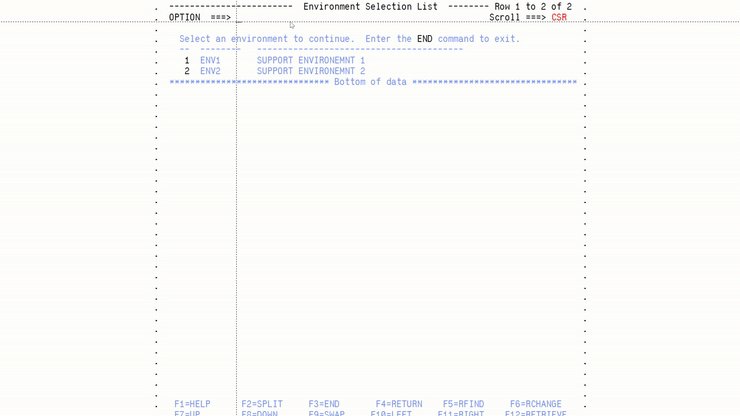 ------------------------ Environment Selection List -------- Row 1 to 2 of 2
OPTION ===> _ Scroll ===> CSR
Select an environment to continue. Enter the END command to exit.
-- -------- ----------------------------------------
1 ENV1 SUPPORT ENVIRONEMNT 1
2 ENV2 SUPPORT ENVIRONEMNT 2
******************************* Bottom of data ********************************
F1=HELP F2=SPLIT F3=END F4=RETURN F5=RFIND F6=RCHANGE
F7=UP F8=DOWN F9=SWAP F10=LEFT F11=RIGHT F12=RETRIEVE